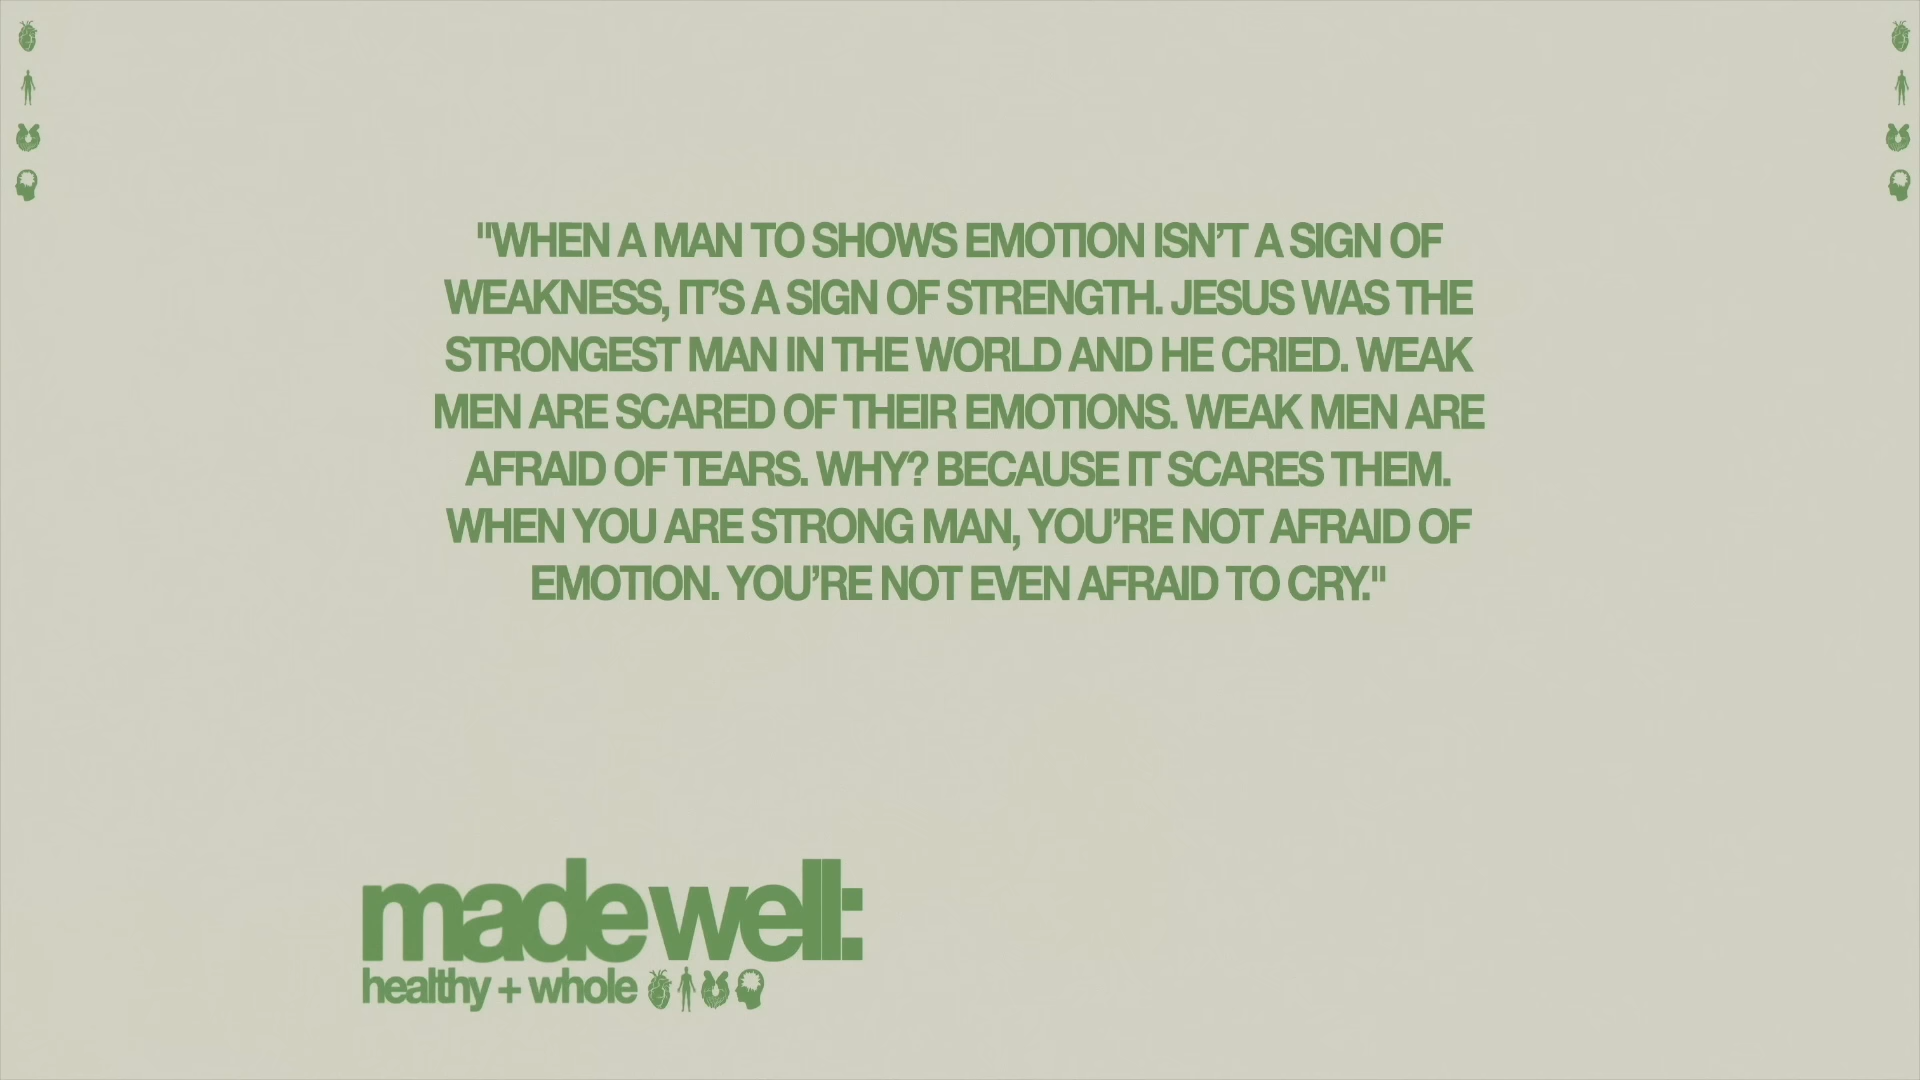 "WHEN A MAN TO SHOWS EMOTION ISN’T A SIGN OF
WEAKNESS, IT’S A SIGN OF STRENGTH. JESUS WAS THE
STRONGEST MAN IN THE WORLD AND HE CRIED. WEAK
MEN ARE SCARED OF THEIR EMOTIONS. WEAK MEN ARE
AFRAID OF TEARS. WHY? BECAUSE IT SCARES THEM.
WHEN YOU ARE STRONG MAN, YOU’RE NOT AFRAID OF
EMOTION. YOU’RE NOT EVEN AFRAID TO CRY."
made well:
healthy + whole